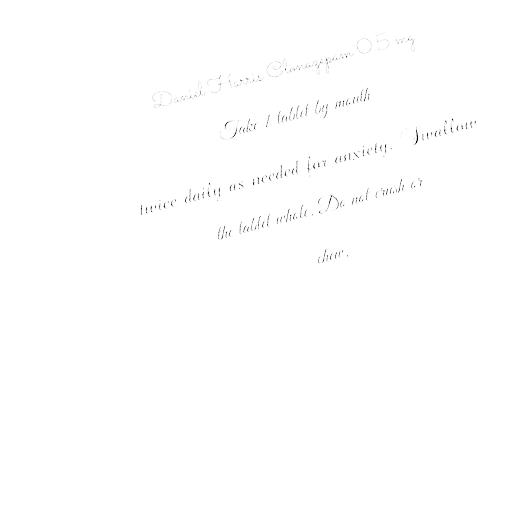 Daniel Harris Clonazepam 0.5 mg
Take 1 tablet by mouth
twice daily as needed for anxiety. Swallow
the tablet whole. Do not crush or
chew.